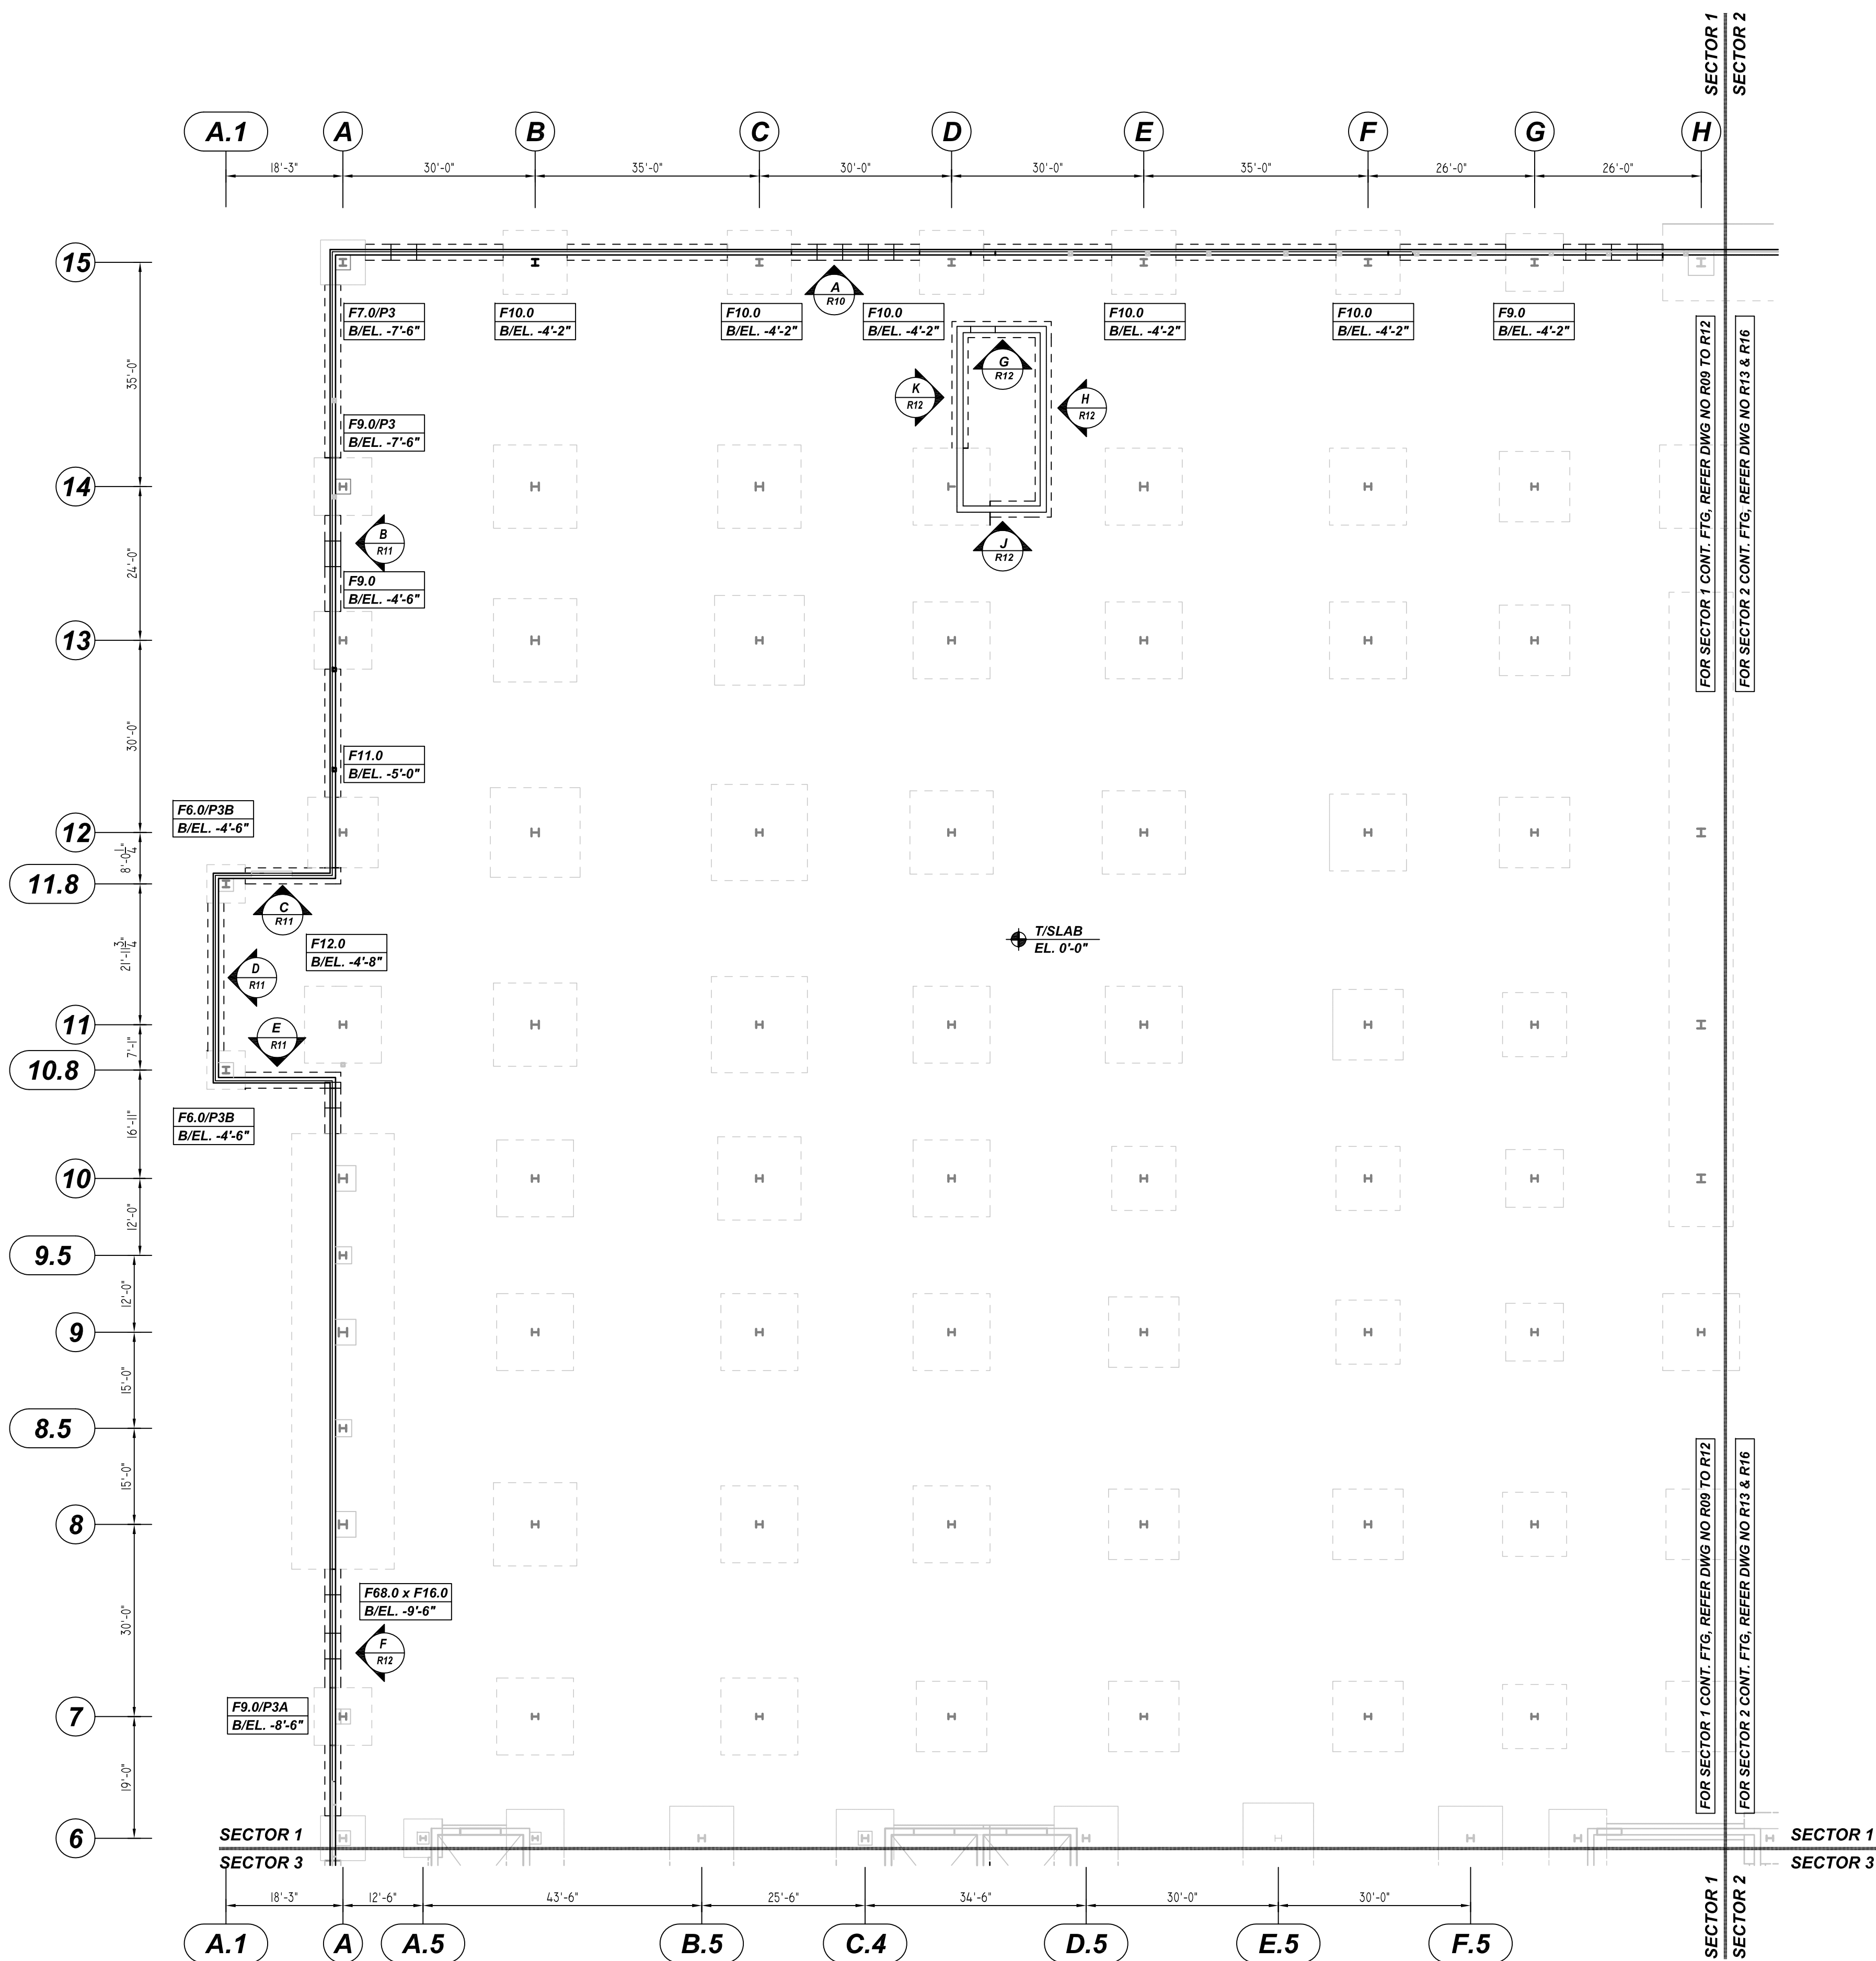 SECTOR 1
SECTOR 2
A.1
A
B
C
D
E
F
G
H
18'-3"
30'-0"
35'-0"
30'-0"
30'-0"
35'-0"
26'-0"
26'-0"
15
14
13
12
11.8
11
10.8
10
9.5
9
8.5
8
7
6
35'-0"
24'-0"
30'-0"
8'-0 1/4"
21'-11 3/4"
7'-1"
16'-11"
12'-0"
12'-0"
15'-0"
15'-0"
30'-0"
19'-0"
F7.0/P3
B/EL. -7'-6"
F10.0
B/EL. -4'-2"
F10.0
B/EL. -4'-2"
A
R10
F10.0
B/EL. -4'-2"
F10.0
B/EL. -4'-2"
F10.0
B/EL. -4'-2"
F9.0
B/EL. -4'-2"
G
R12
K
R12
H
R12
J
R12
F9.0/P3
B/EL. -7'-6"
B
R11
F9.0
B/EL. -4'-6"
F11.0
B/EL. -5'-0"
F6.0/P3B
B/EL. -4'-6"
C
R11
F12.0
B/EL. -4'-8"
D
R11
E
R11
T/SLAB
EL. 0'-0"
F6.0/P3B
B/EL. -4'-6"
F68.0 x F16.0
B/EL. -9'-6"
F
R12
F9.0/P3A
B/EL. -8'-6"
FOR SECTOR 1 CONT. FTG, REFER DWG NO R09 TO R12
FOR SECTOR 2 CONT. FTG, REFER DWG NO R13 & R16
FOR SECTOR 1 CONT. FTG, REFER DWG NO R09 TO R12
FOR SECTOR 2 CONT. FTG, REFER DWG NO R13 & R16
SECTOR 1
SECTOR 3
SECTOR 1
SECTOR 3
18'-3"
12'-6"
43'-6"
25'-6"
34'-6"
30'-0"
30'-0"
A.1
A
A.5
B.5
C.4
D.5
E.5
F.5
SECTOR 1
SECTOR 2